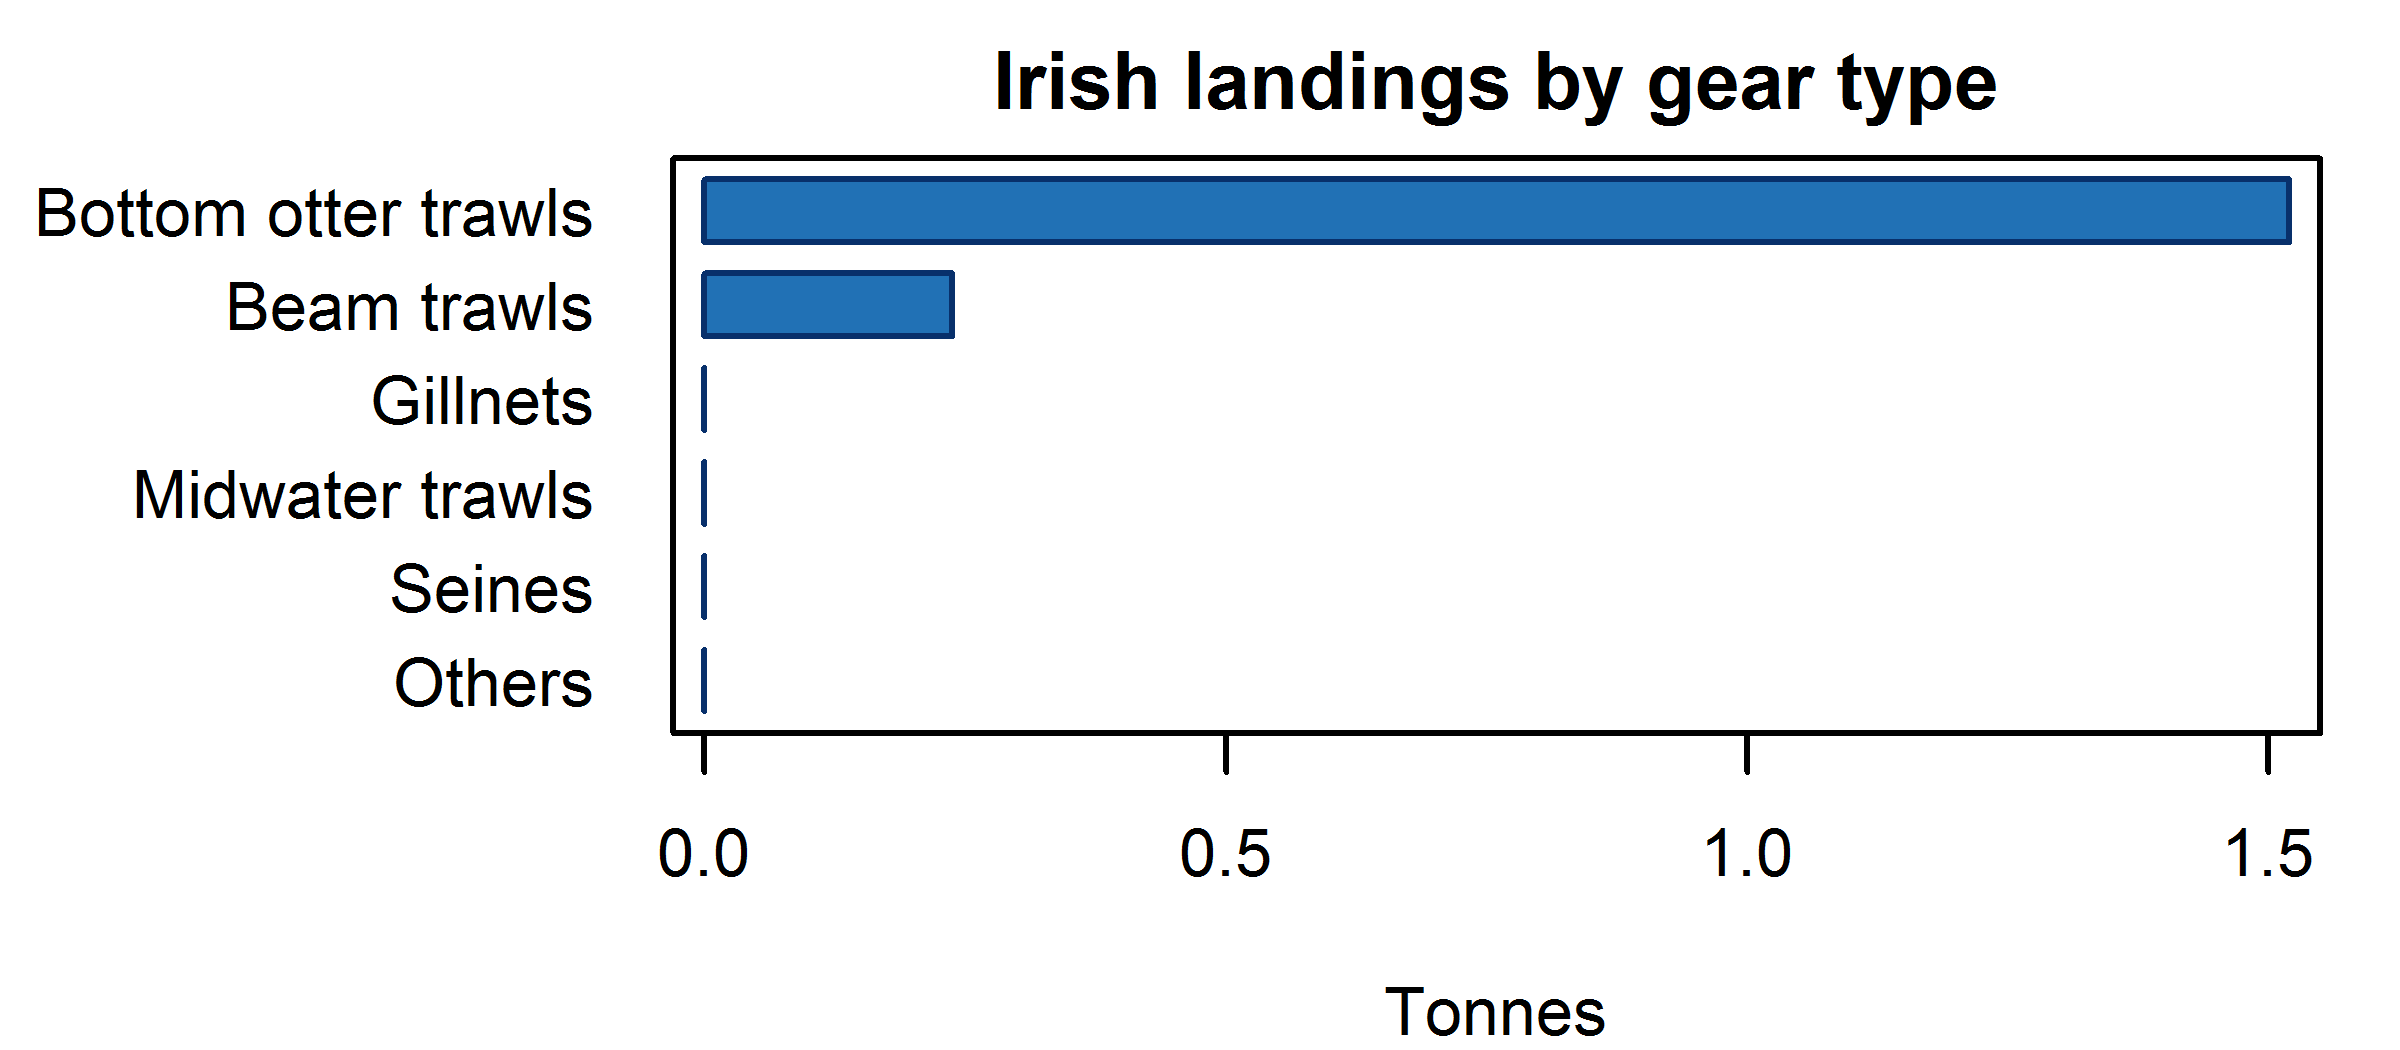 Irish landings by gear type
Bottom otter trawls
Beam trawls
Gillnets
Midwater trawls
Seines
Others
0.0 0.5 1.0 1.5
Tonnes